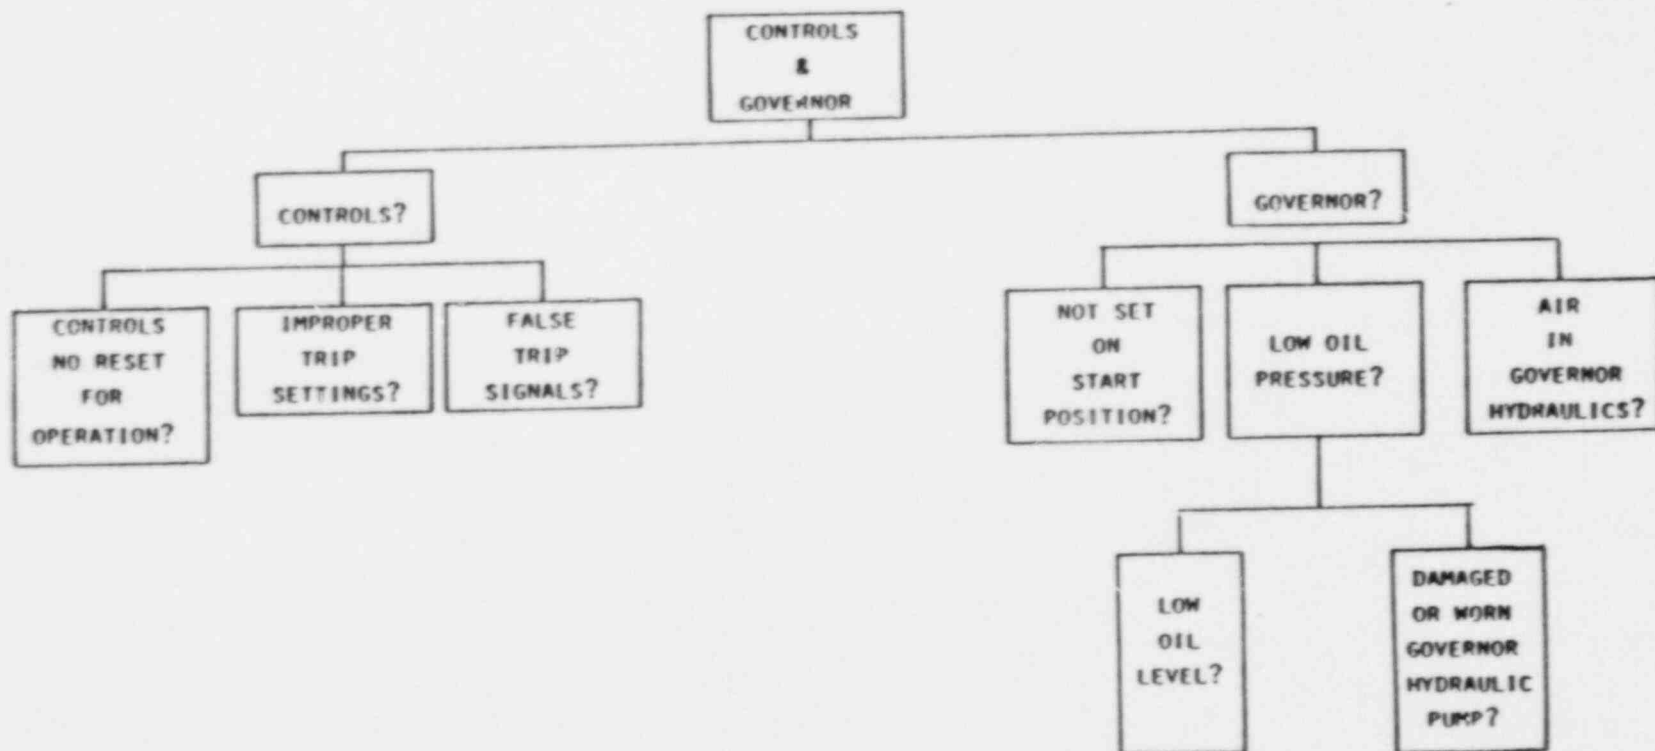 CONTROLS
&
GOVERNOR
CONTROLS?
GOVERNOR?
CONTROLS
NO RESET
FOR
OPERATION?
IMPROPER
TRIP
SETTINGS?
FALSE
TRIP
SIGNALS?
NOT SET
ON
START
POSITION?
LOW OIL
PRESSURE?
AIR
IN
GOVERNOR
HYDRAULICS?
LOW
OIL
LEVEL?
DAMAGED
OR WORN
GOVERNOR
HYDRAULIC
PUMP?